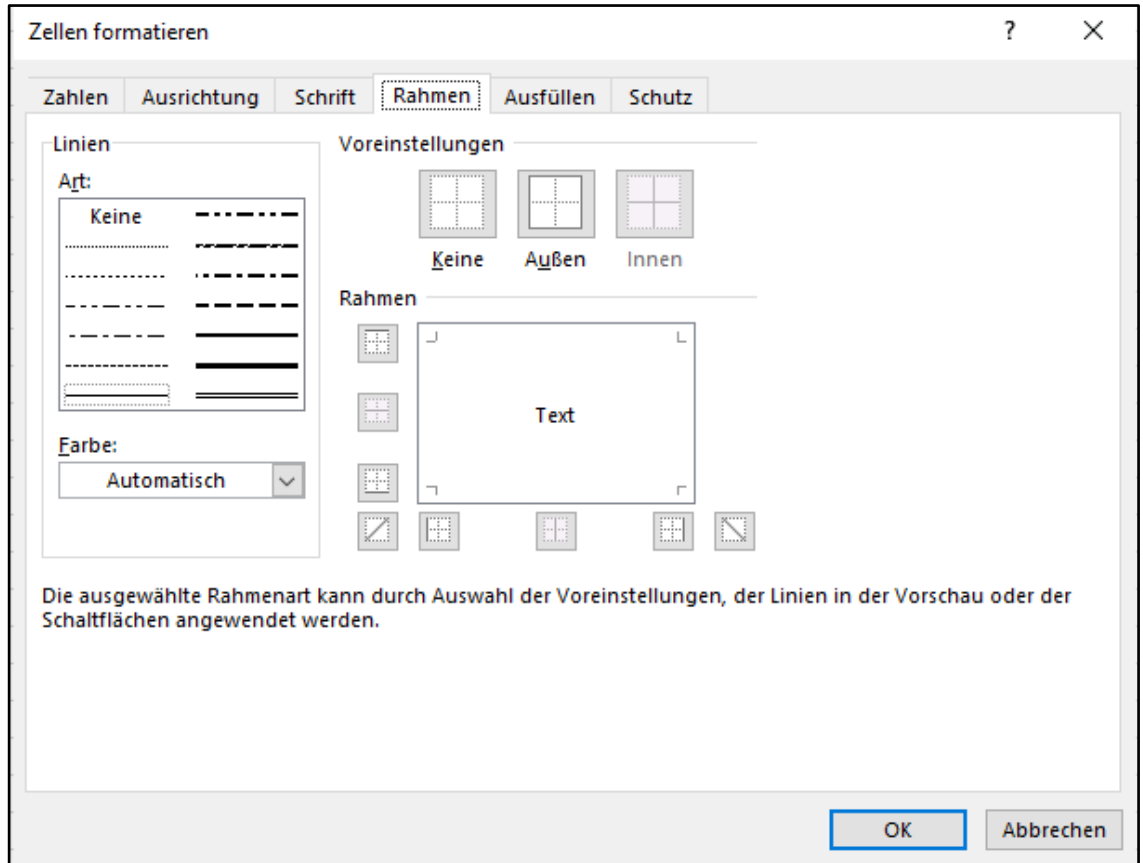 Zellen formatieren
?
Zahlen
Ausrichtung
Schrift
Rahmen
Ausfüllen
Schutz
Linien
Art:
Keine
Farbe:
Automatisch
Voreinstellungen
Keine
Außen
Innen
Rahmen
Text
Die ausgewählte Rahmenart kann durch Auswahl der Voreinstellungen, der Linien in der Vorschau oder der
Schaltflächen angewendet werden.
OK
Abbrechen